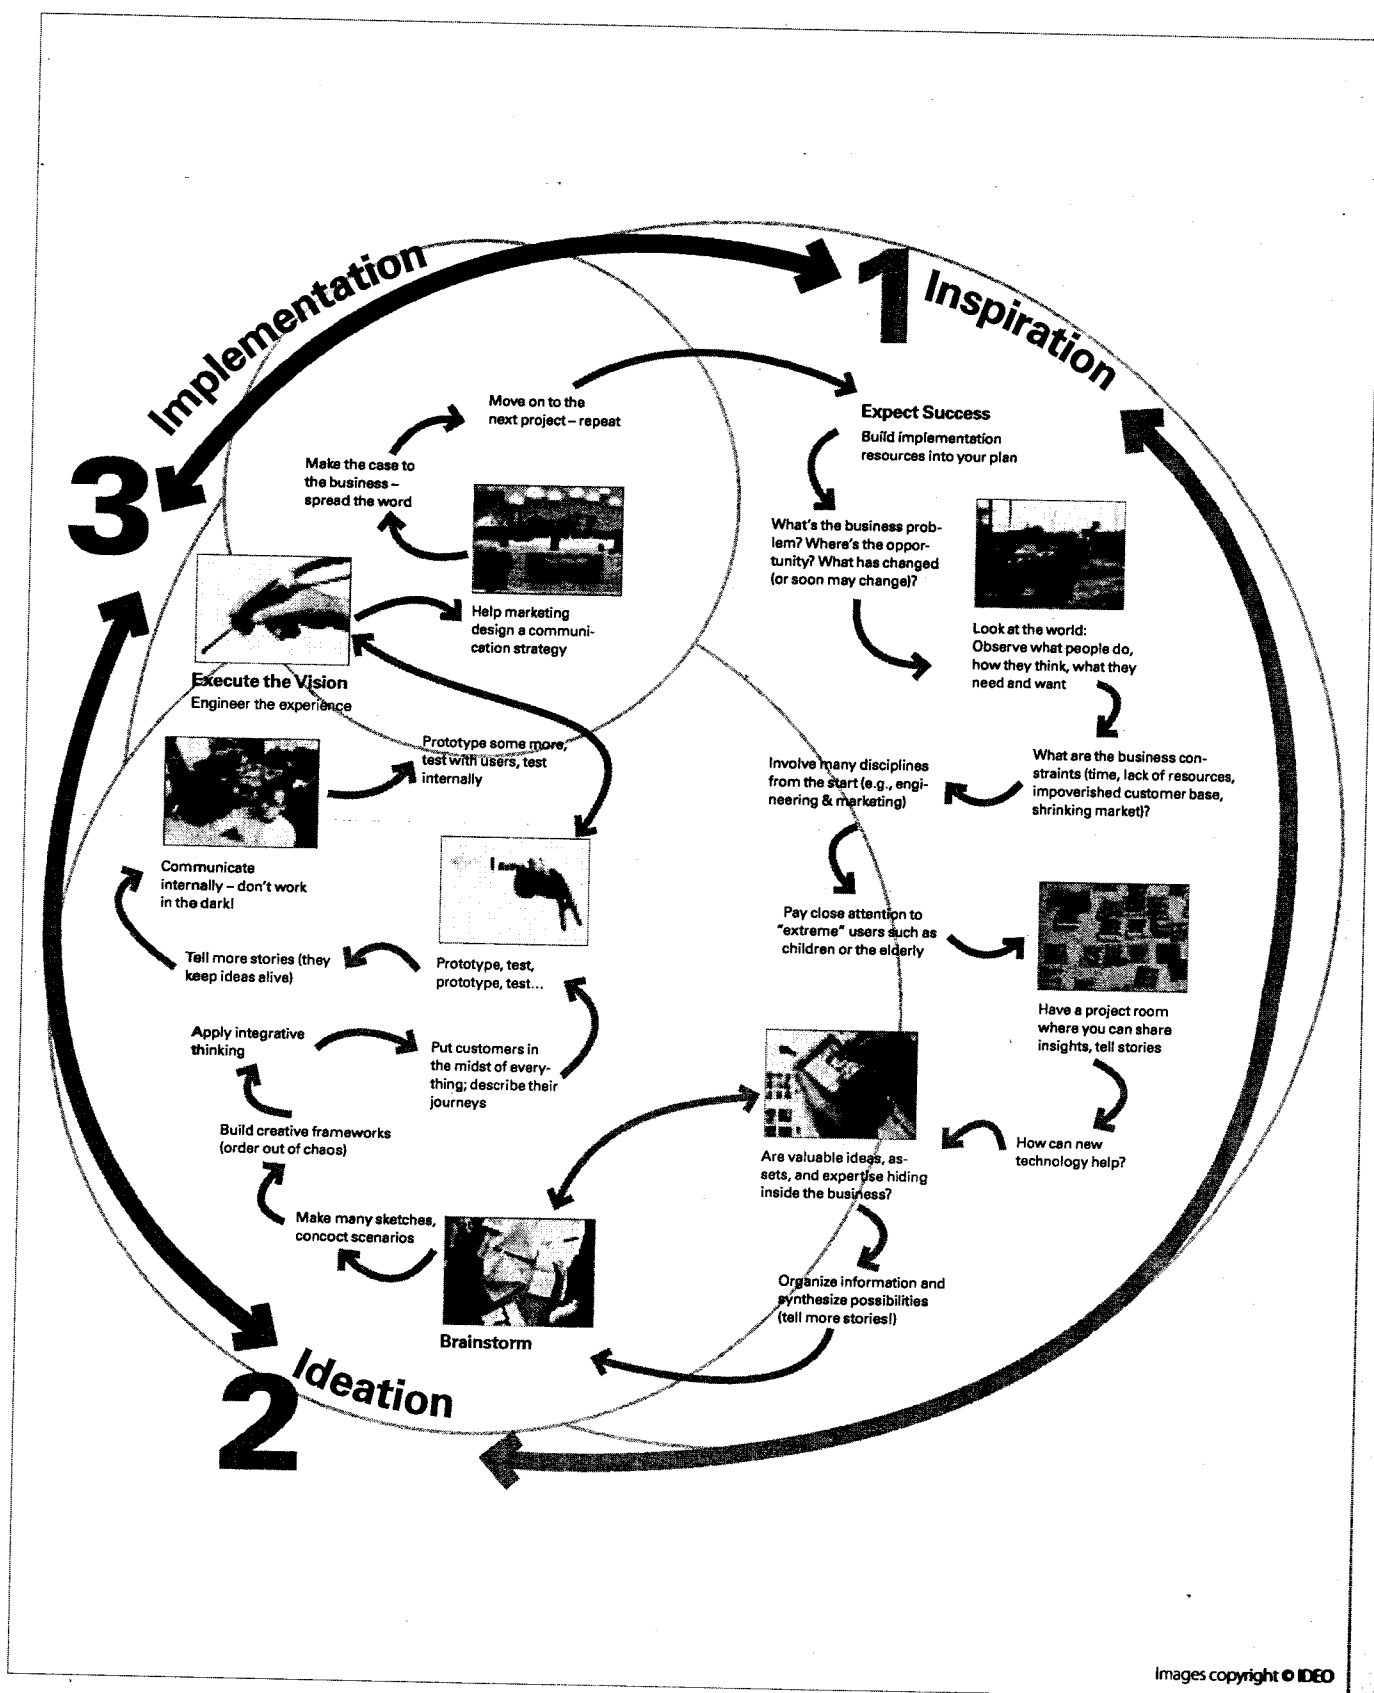 1
Inspiration
Expect Success
Build implementation
resources into your plan
What's the business prob-
lem? Where's the oppor-
tunity? What has changed
(or soon may change)?
Look at the world:
Observe what people do,
how they think, what they
need and want
What are the business con-
straints (time, lack of resources,
impoverished customer base,
shrinking market)?
Involve many disciplines
from the start (e.g., engi-
neering & marketing)
Pay close attention to
"extreme" users such as
children or the elderly
Have a project room
where you can share
insights, tell stories
How can new
technology help?
Are valuable ideas, as-
sets, and expertise hiding
inside the business?
Organize information and
synthesize possibilities
(tell more stories!)
2
Ideation
Brainstorm
Make many sketches,
concoct scenarios
Build creative frameworks
(order out of chaos)
Apply integrative
thinking
Put customers in
the midst of every-
thing; describe their
journeys
Prototype, test,
prototype, test...
Tell more stories (they
keep ideas alive)
Communicate
internally – don't work
in the dark!
Prototype some more,
test with users, test
internally
3
Implementation
Execute the Vision
Engineer the experience
Help marketing
design a communi-
cation strategy
Make the case to
the business –
spread the word
Move on to the
next project – repeat
Images copyright © IDEO